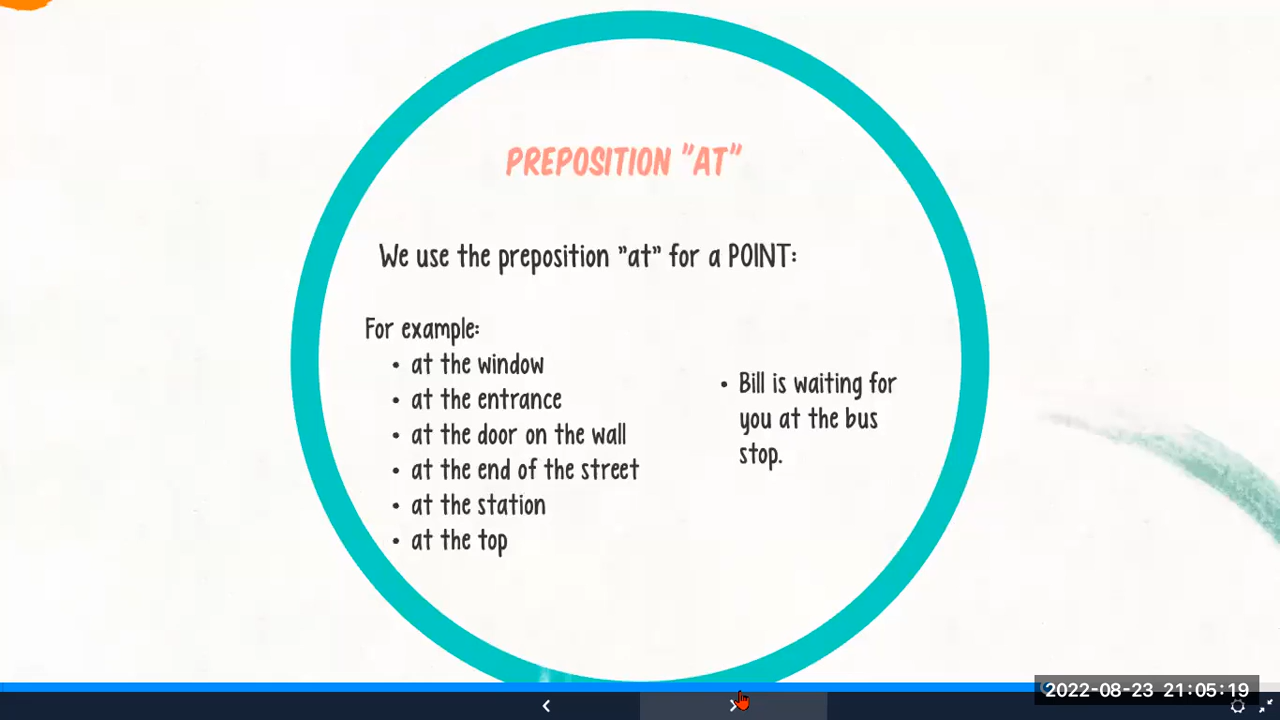 PREPOSITION "AT"
We use the preposition "at" for a POINT:
For example:
• at the window
• at the entrance
• at the door on the wall
• at the end of the street
• at the station
• at the top
• Bill is waiting for
you at the bus
stop.
2022-08-23 21:05:19